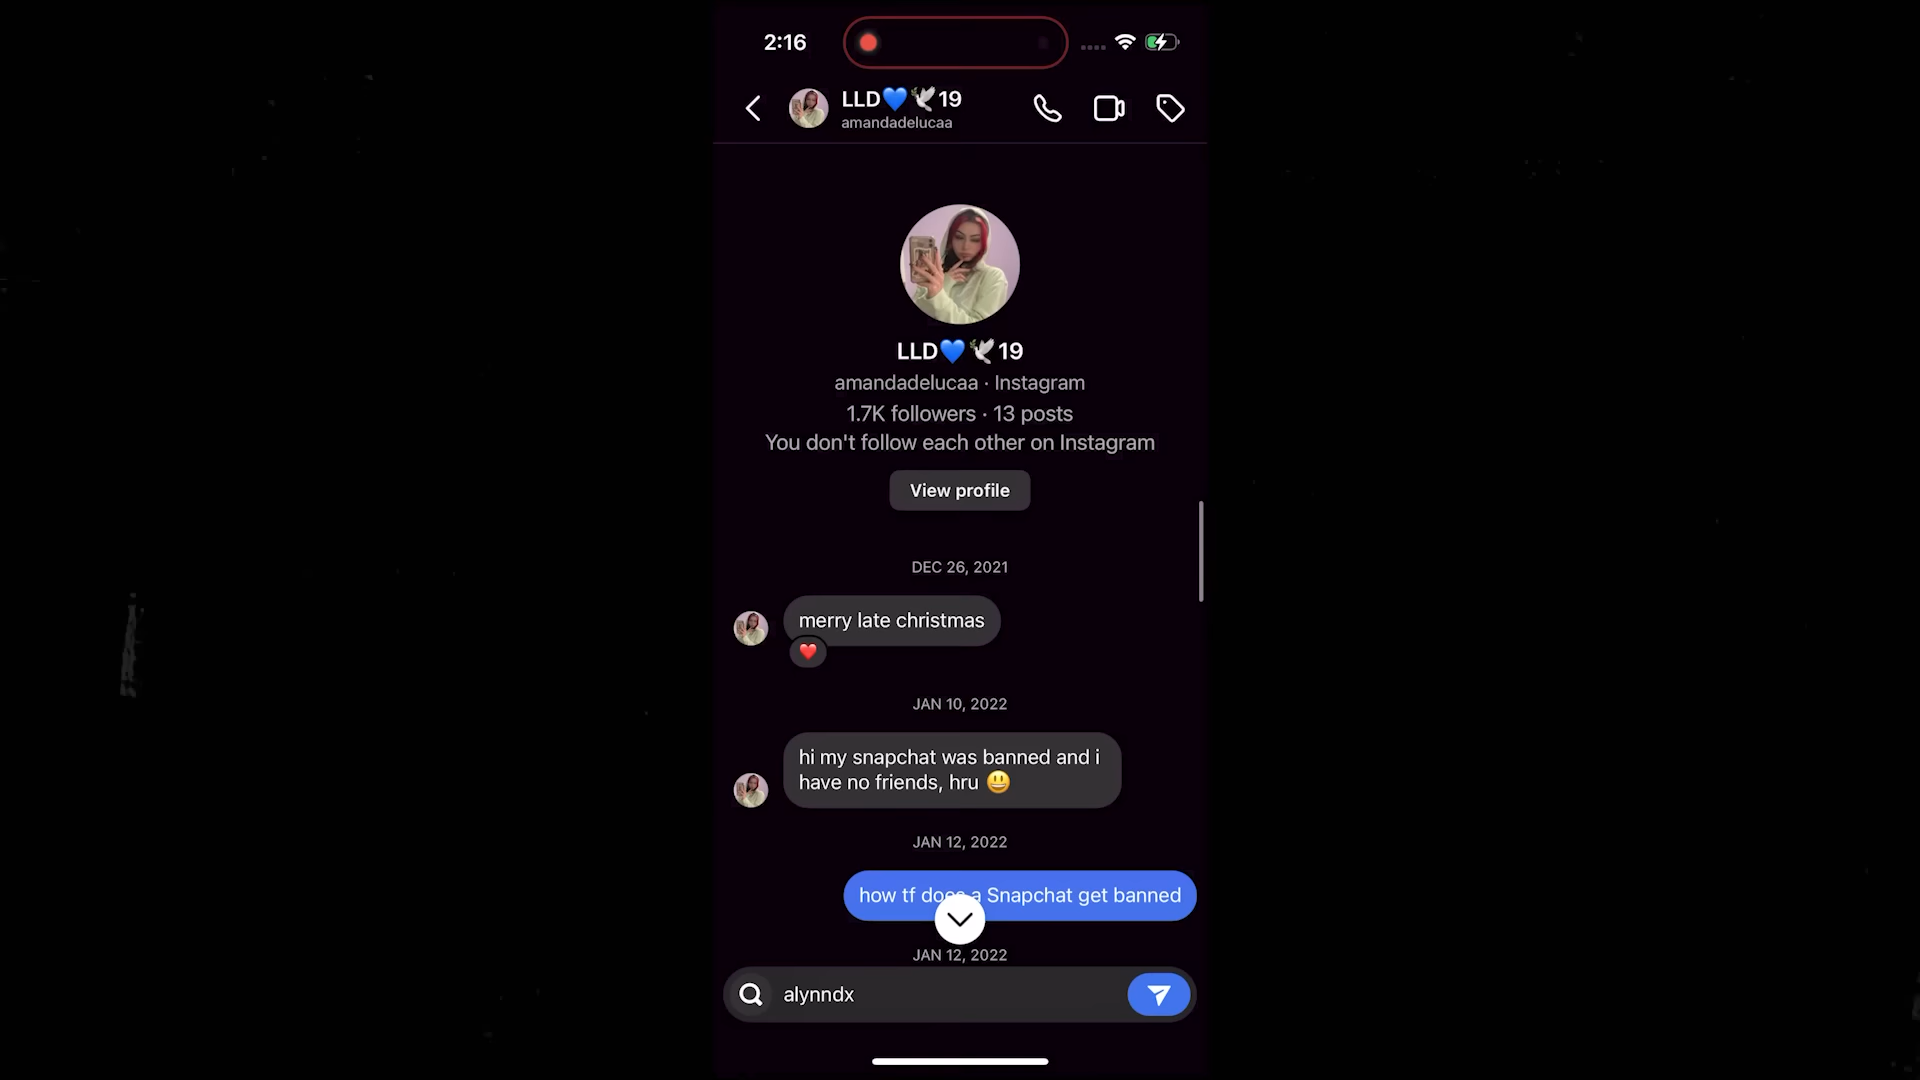 2:16
LLD💙🕊️19
amandadelucaa
LLD💙🕊️19
amandadelucaa · Instagram
1.7K followers · 13 posts
You don't follow each other on Instagram
View profile
DEC 26, 2021
merry late christmas
❤️
JAN 10, 2022
hi my snapchat was banned and i
have no friends, hru 😃
JAN 12, 2022
how tf does a Snapchat get banned
JAN 12, 2022
alynndx